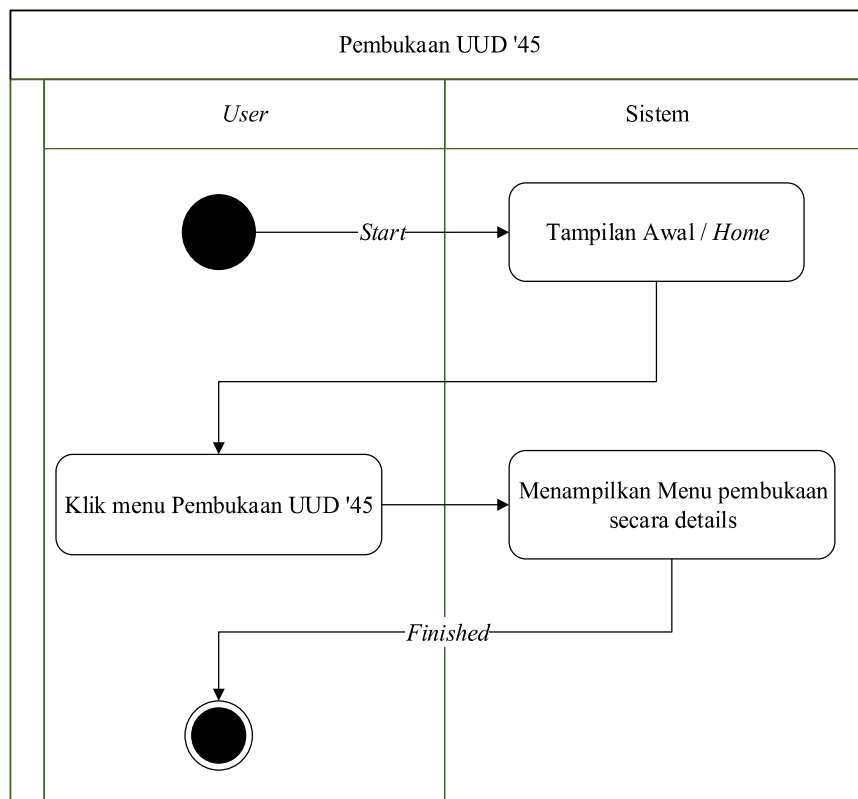 Pembukaan UUD '45
User
Sistem
Start
Tampilan Awal / Home
Klik menu Pembukaan UUD '45
Menampilkan Menu pembukaan
secara details
Finished